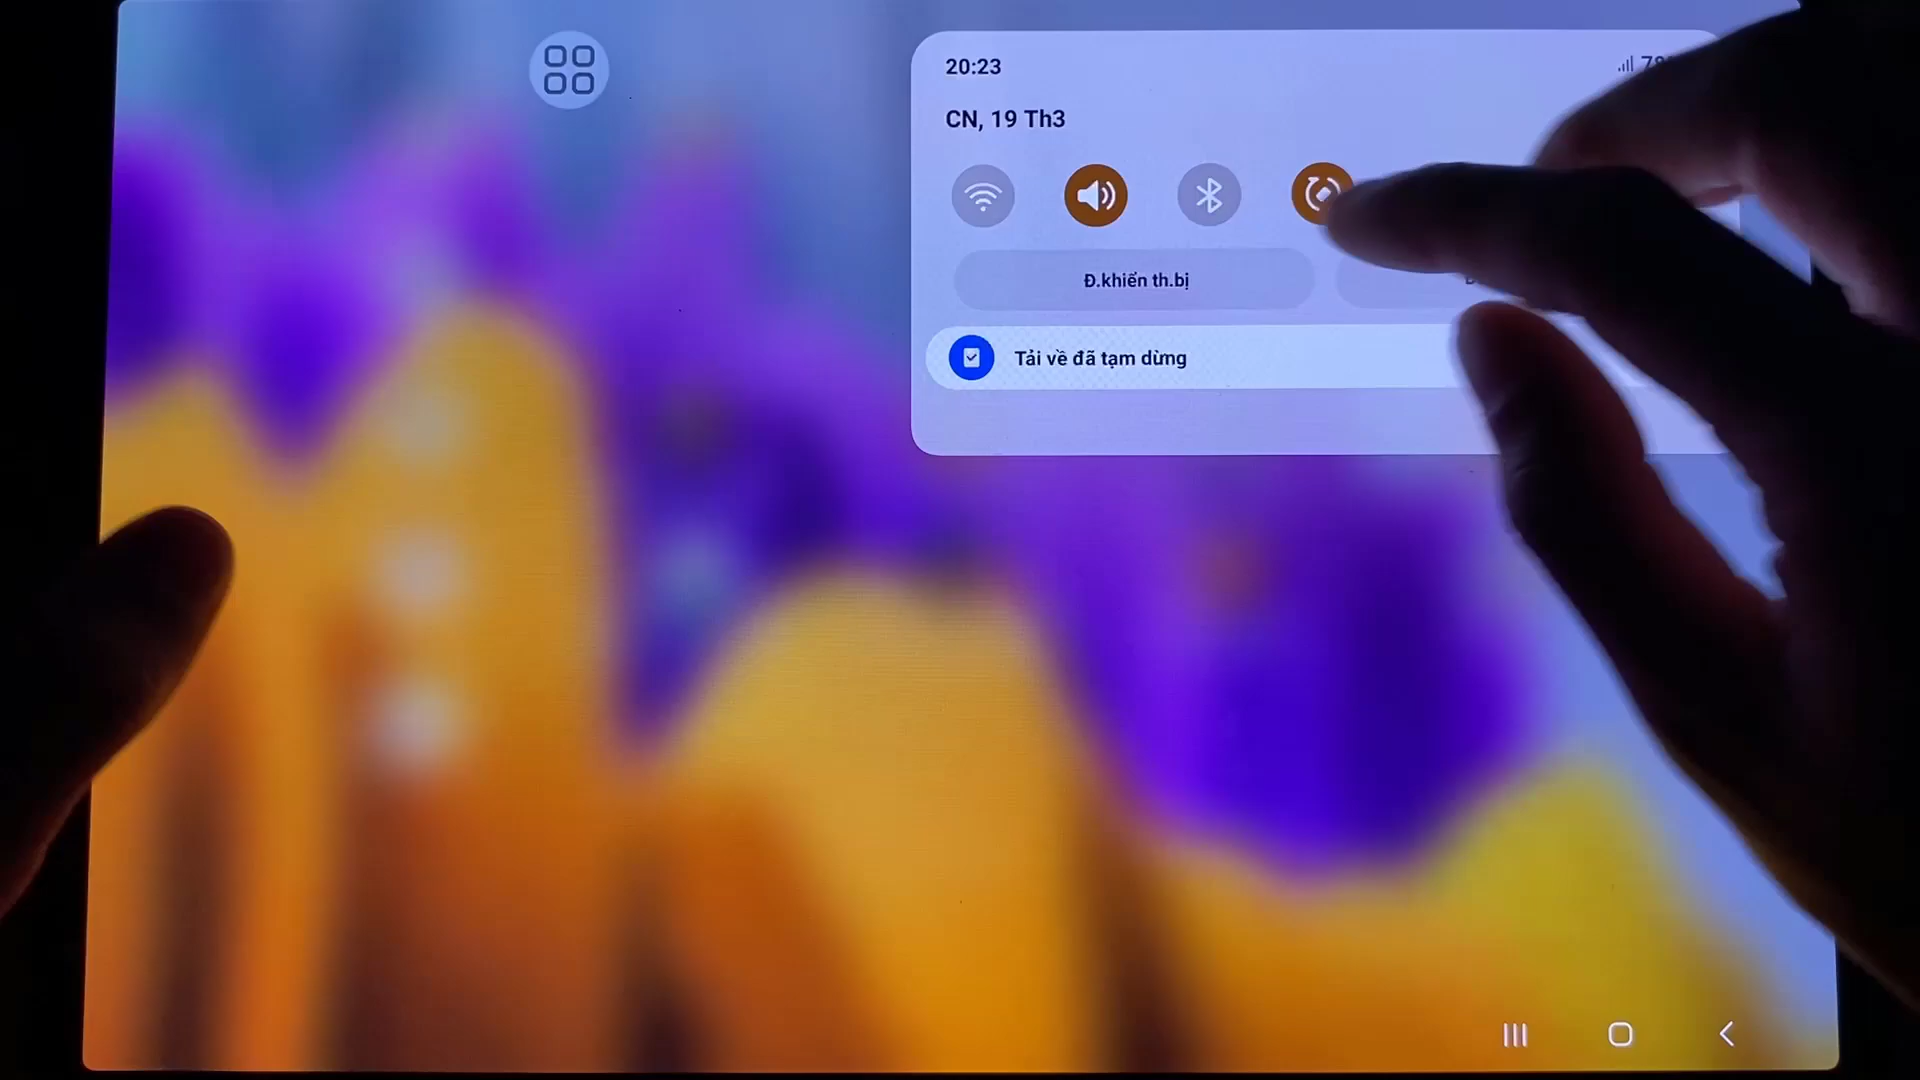 20:23
CN, 19 Th3
Đ.khiển th.bị
Tải về đã tạm dừng